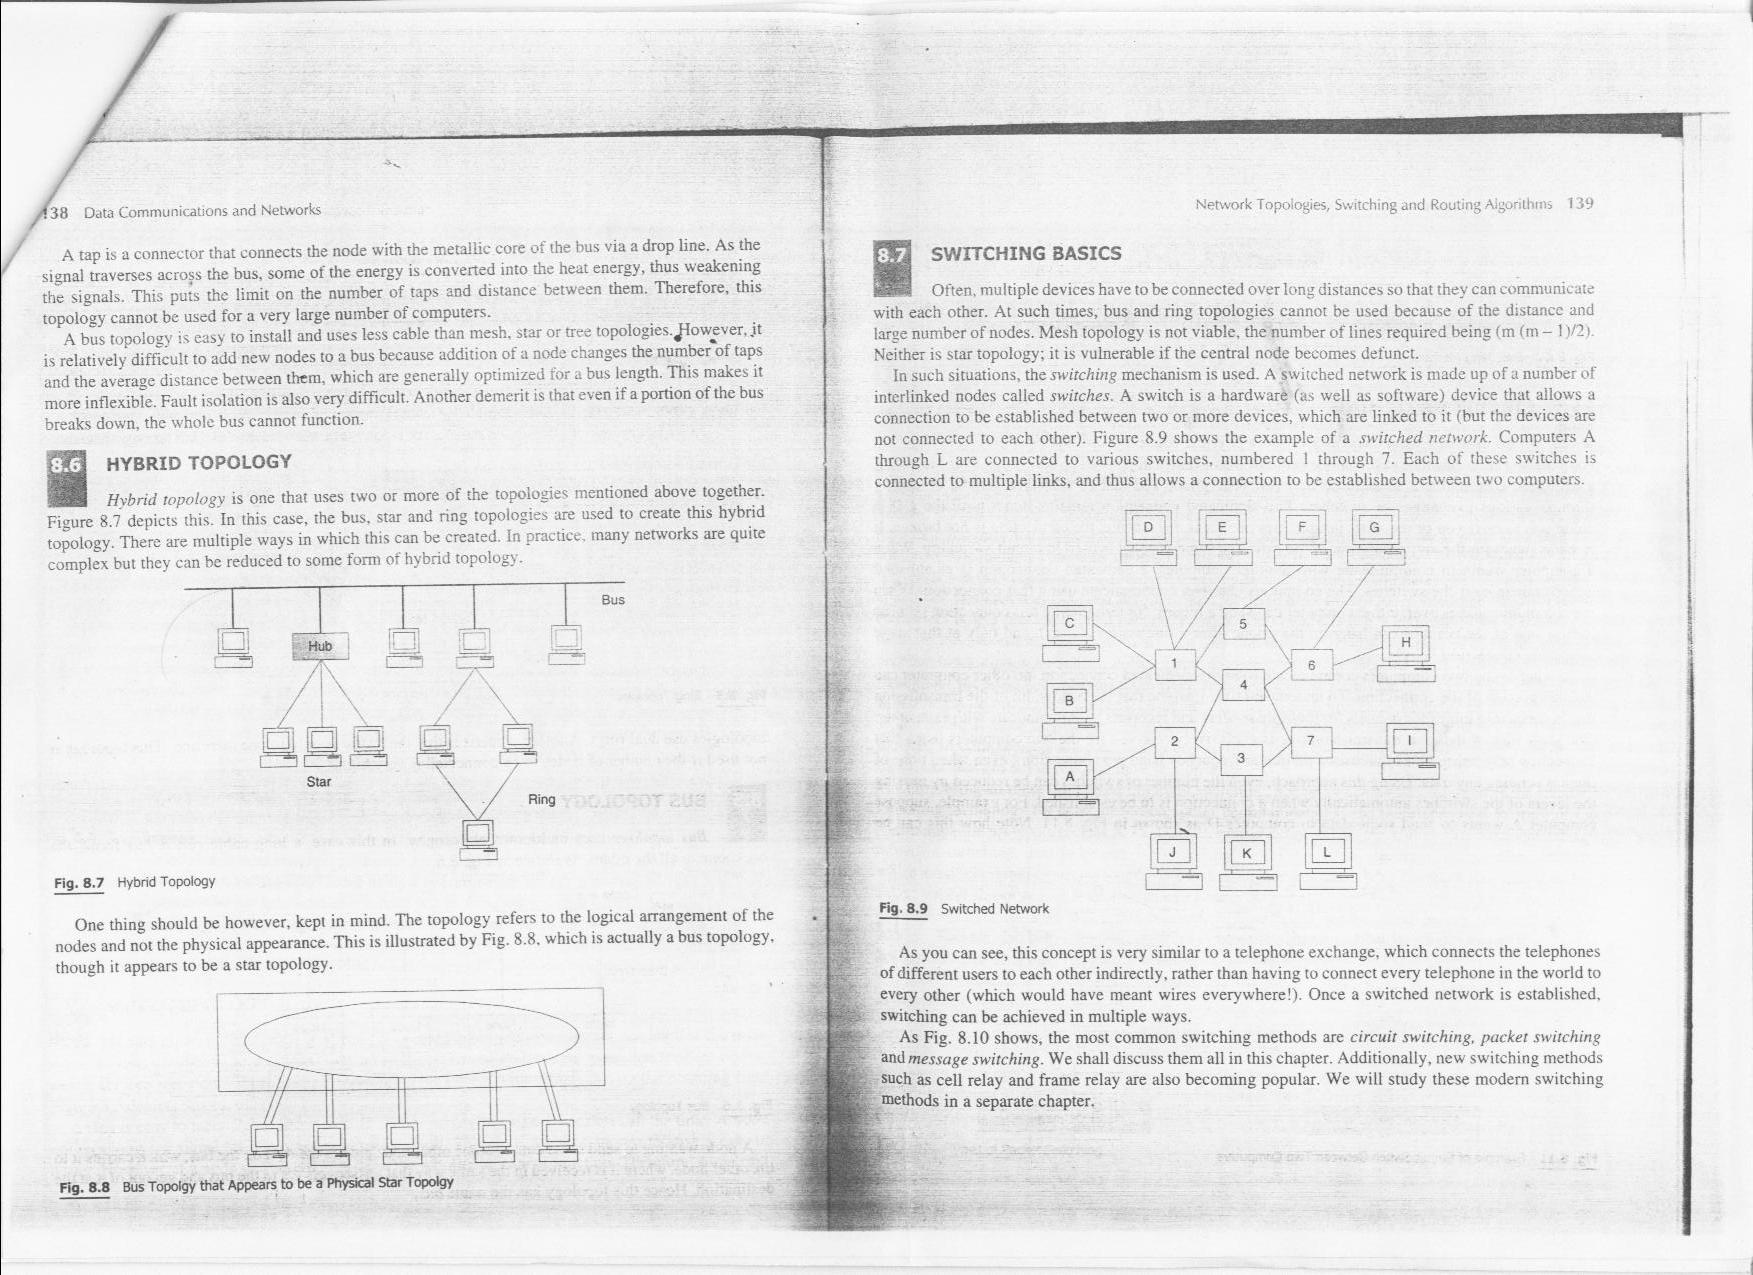 138 Data Communications and Networks
A tap is a connector that connects the node with the metallic core of the bus via a drop line. As the
signal traverses across the bus, some of the energy is converted into the heat energy, thus weakening
the signals. This puts the limit on the number of taps and distance between them. Therefore, this
topology cannot be used for a very large number of computers.
A bus topology is easy to install and uses less cable than mesh, star or tree topologies. However, it
is relatively difficult to add new nodes to a bus because addition of a node changes the number of taps
and the average distance between them, which are generally optimized for a bus length. This makes it
more inflexible. Fault isolation is also very difficult. Another demerit is that even if a portion of the bus
breaks down, the whole bus cannot function.
8.6 HYBRID TOPOLOGY
Hybrid topology is one that uses two or more of the topologies mentioned above together.
Figure 8.7 depicts this. In this case, the bus, star and ring topologies are used to create this hybrid
topology. There are multiple ways in which this can be created. In practice, many networks are quite
complex but they can be reduced to some form of hybrid topology.
Bus
Hub
Star
Ring
Fig. 8.7 Hybrid Topology
One thing should be however, kept in mind. The topology refers to the logical arrangement of the
nodes and not the physical appearance. This is illustrated by Fig. 8.8, which is actually a bus topology,
though it appears to be a star topology.
Fig. 8.8 Bus Topolgy that Appears to be a Physical Star Topolgy
Network Topologies, Switching and Routing Algorithms 139
8.7 SWITCHING BASICS
Often, multiple devices have to be connected over long distances so that they can communicate
with each other. At such times, bus and ring topologies cannot be used because of the distance and
large number of nodes. Mesh topology is not viable, the number of lines required being (m (m – 1)/2).
Neither is star topology; it is vulnerable if the central node becomes defunct.
In such situations, the switching mechanism is used. A switched network is made up of a number of
interlinked nodes called switches. A switch is a hardware (as well as software) device that allows a
connection to be established between two or more devices, which are linked to it (but the devices are
not connected to each other). Figure 8.9 shows the example of a switched network. Computers A
through L are connected to various switches, numbered 1 through 7. Each of these switches is
connected to multiple links, and thus allows a connection to be established between two computers.
D E F G
C
5
H
1
6
4
B
2
7
I
3
A
J K L
Fig. 8.9 Switched Network
As you can see, this concept is very similar to a telephone exchange, which connects the telephones
of different users to each other indirectly, rather than having to connect every telephone in the world to
every other (which would have meant wires everywhere!). Once a switched network is established,
switching can be achieved in multiple ways.
As Fig. 8.10 shows, the most common switching methods are circuit switching, packet switching
and message switching. We shall discuss them all in this chapter. Additionally, new switching methods
such as cell relay and frame relay are also becoming popular. We will study these modern switching
methods in a separate chapter.